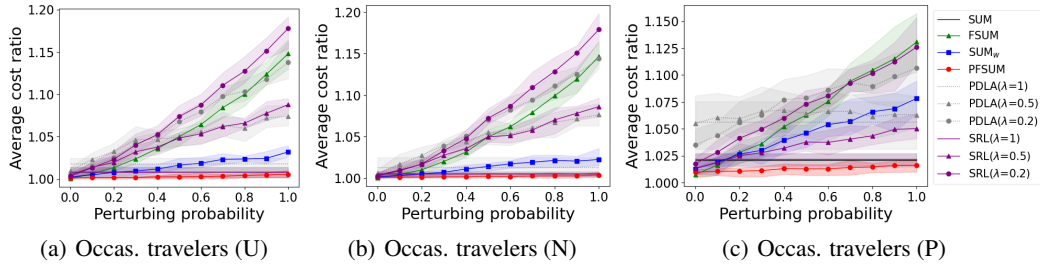 Average cost ratio
1.20
1.15
1.10
1.05
1.00
0.0 0.2 0.4 0.6 0.8 1.0
Perturbing probability
(a) Occas. travelers (U)
Average cost ratio
1.20
1.15
1.10
1.05
1.00
0.0 0.2 0.4 0.6 0.8 1.0
Perturbing probability
(b) Occas. travelers (N)
Average cost ratio
1.150
1.125
1.100
1.075
1.050
1.025
1.000
0.0 0.2 0.4 0.6 0.8 1.0
Perturbing probability
(c) Occas. travelers (P)
SUM
FSUM
SUMw
PFSUM
PDLA(λ=1)
PDLA(λ=0.5)
PDLA(λ=0.2)
SRL(λ=1)
SRL(λ=0.5)
SRL(λ=0.2)